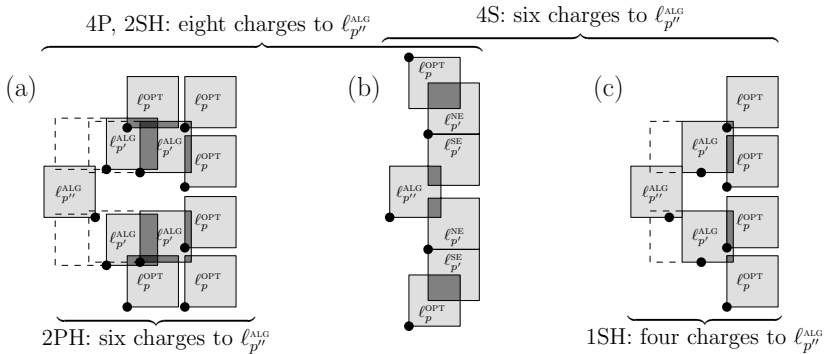 4P, 2SH: eight charges to ℓ_{p''}^{ALG}
4S: six charges to ℓ_{p''}^{ALG}
(a)
(b)
(c)
ℓ_p^{OPT}
ℓ_p^{OPT}
ℓ_{p'}^{ALG}
ℓ_{p'}^{ALG}
ℓ_p^{OPT}
ℓ_{p''}^{ALG}
ℓ_p^{OPT}
ℓ_{p'}^{ALG}
ℓ_{p'}^{ALG}
ℓ_p^{OPT}
ℓ_p^{OPT}
ℓ_p^{OPT}
ℓ_{p'}^{NE}
ℓ_{p'}^{SE}
ℓ_{p''}^{ALG}
ℓ_{p'}^{NE}
ℓ_{p'}^{SE}
ℓ_p^{OPT}
ℓ_p^{OPT}
ℓ_{p'}^{ALG}
ℓ_p^{OPT}
ℓ_{p''}^{ALG}
ℓ_p^{OPT}
ℓ_{p'}^{ALG}
ℓ_p^{OPT}
2PH: six charges to ℓ_{p''}^{ALG}
1SH: four charges to ℓ_{p''}^{ALG}